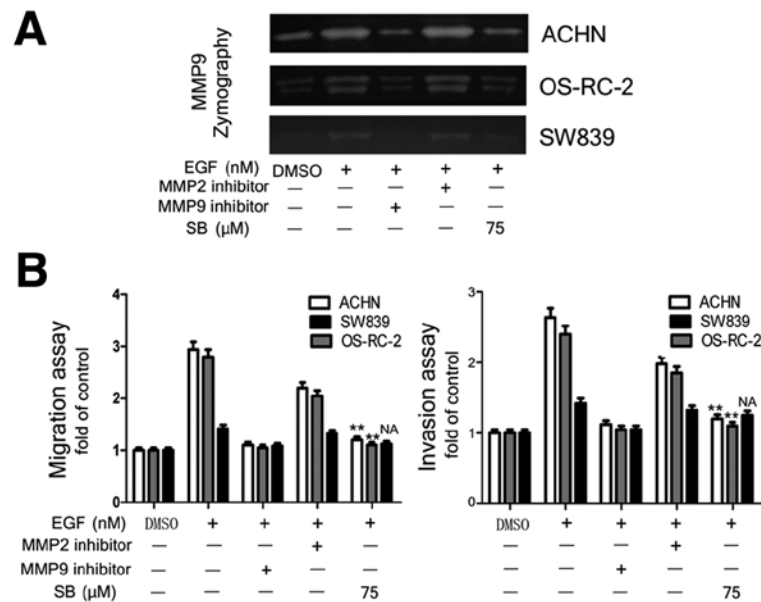 A
MMP9
Zymography
ACHN
OS-RC-2
SW839
EGF (nM) DMSO + + + +
MMP2 inhibitor — — — + —
MMP9 inhibitor — — + — —
SB (μM) — — — — 75
B
Migration assay
fold of control
4
3
2
1
0
ACHN
SW839
OS-RC-2
** ** NA
EGF (nM) DMSO + + + +
MMP2 inhibitor — — — + —
MMP9 inhibitor — — + — —
SB (μM) — — — — 75
Invasion assay
fold of control
3
2
1
0
ACHN
SW839
OS-RC-2
** ** NA
DMSO + + + +
— — — + —
— — + — —
— — — — 75